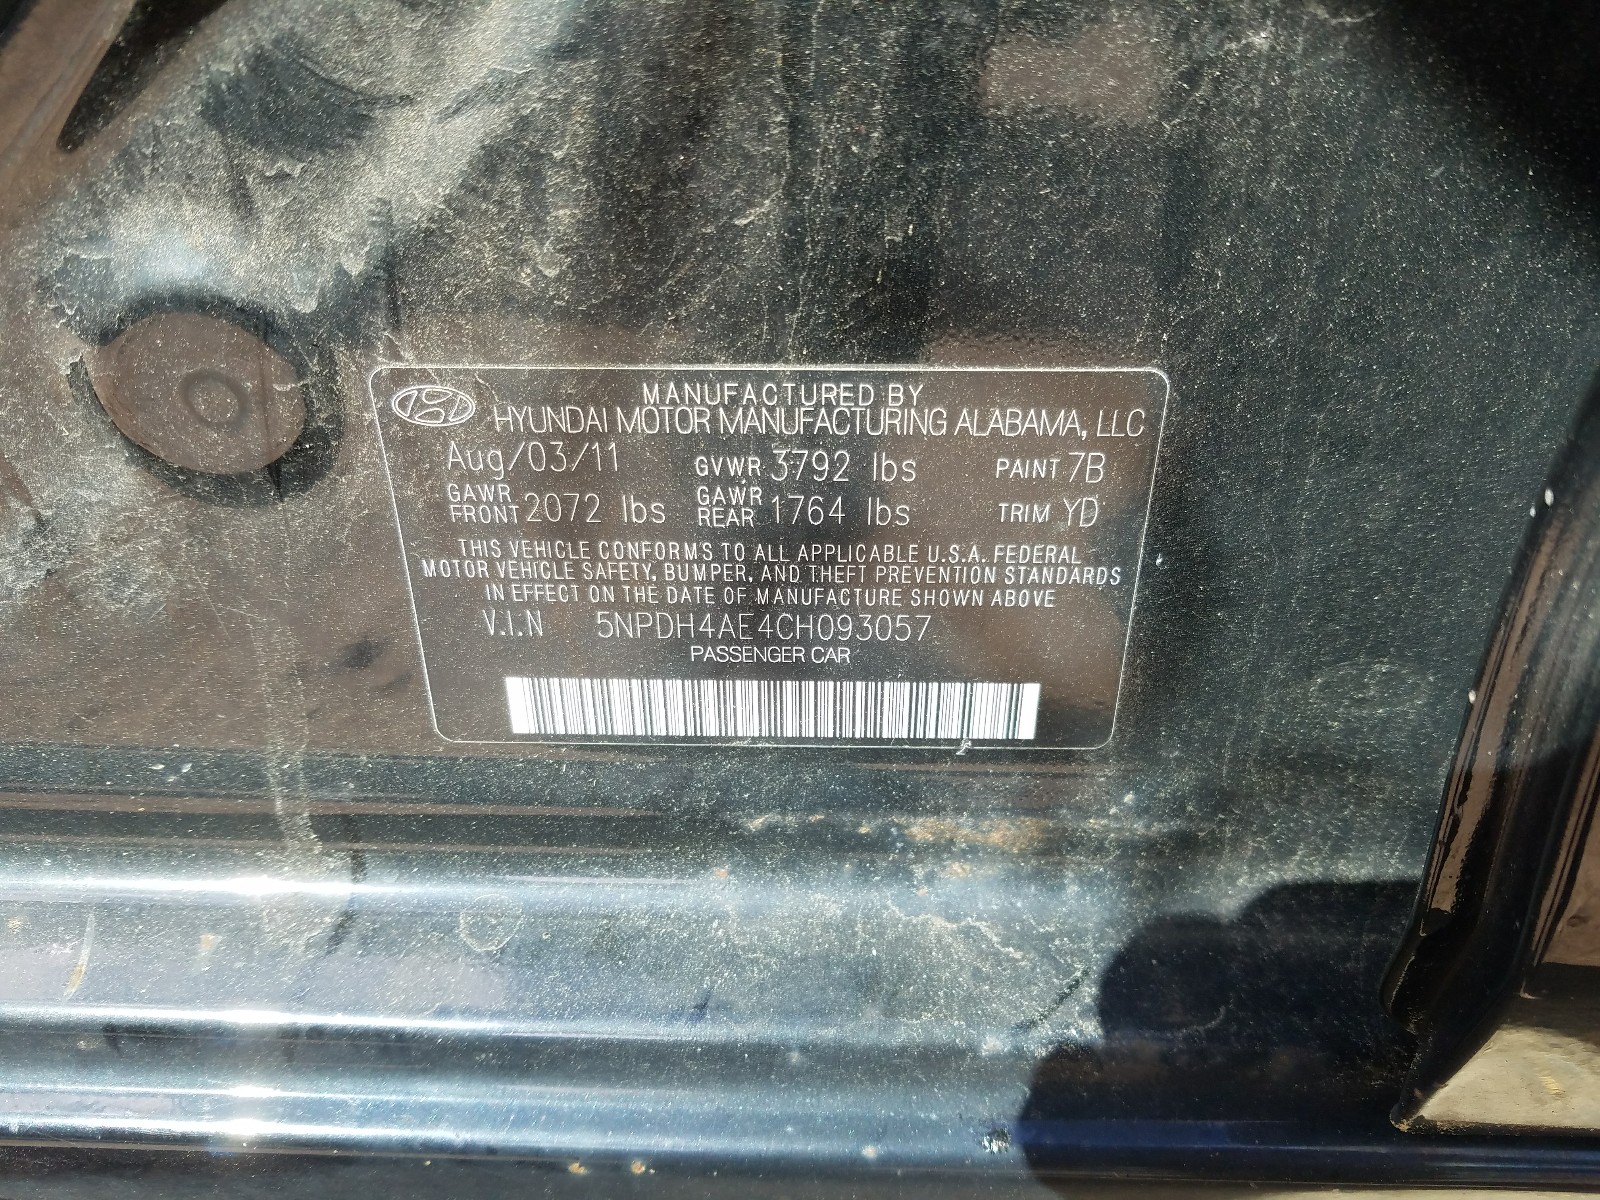 MANUFACTURED BY
HYUNDAI MOTOR MANUFACTURING ALABAMA, LLC
Aug/03/11 GVWR 3792 lbs PAINT 7B
GAWR FRONT 2072 lbs GAWR REAR 1764 lbs TRIM YD
THIS VEHICLE CONFORMS TO ALL APPLICABLE U.S.A. FEDERAL
MOTOR VEHICLE SAFETY, BUMPER, AND THEFT PREVENTION STANDARDS
IN EFFECT ON THE DATE OF MANUFACTURE SHOWN ABOVE
V.I.N 5NPDH4AE4CH093057
PASSENGER CAR